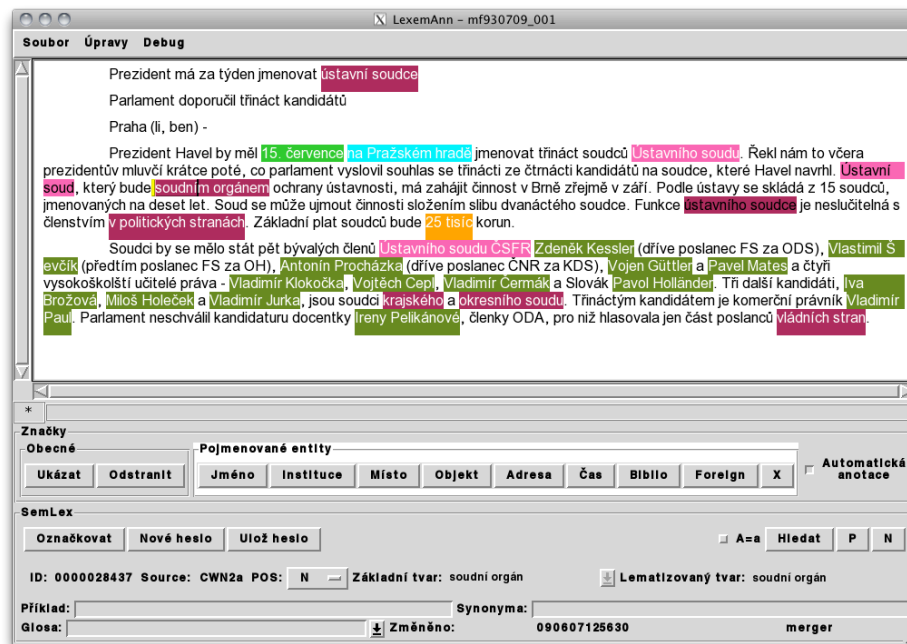 LexemAnn – mf930709_001
Soubor Úpravy Debug
Prezident má za týden jmenovat ústavní soudce
Parlament doporučil třináct kandidátů
Praha (li, ben) -
Prezident Havel by měl 15. července na Pražském hradě jmenovat třináct soudců Ústavního soudu. Řekl nám to včera
prezidentův mluvčí krátce poté, co parlament vyslovil souhlas se třinácti ze čtrnácti kandidátů na soudce, které Havel navrhl. Ústavní
soud, který bude soudním orgánem ochrany ústavnosti, má zahájit činnost v Brně zřejmě v září. Podle ústavy se skládá z 15 soudců,
jmenovaných na deset let. Soud se může ujmout činnosti složením slibu dvanáctého soudce. Funkce ústavního soudce je neslučitelná s
členstvím v politických stranách. Základní plat soudců bude 25 tisíc korun.
Soudci by se mělo stát pět bývalých členů Ústavního soudu ČSFR Zdeněk Kessler (dříve poslanec FS za ODS), Vlastimil Š
evčík (předtím poslanec FS za OH), Antonín Procházka (dříve poslanec ČNR za KDS), Vojen Güttler a Pavel Mates a čtyři
vysokoškolští učitelé práva - Vladimír Klokočka, Vojtěch Cepl, Vladimír Čermák a Slovák Pavol Holländer. Tři další kandidáti, Iva
Brožová, Miloš Holeček a Vladimír Jurka, jsou soudci krajského a okresního soudu. Třináctým kandidátem je komerční právník Vladimír
Paul. Parlament neschválil kandidaturu docentky Ireny Pelikánové, členky ODA, pro niž hlasovala jen část poslanců vládních stran.
*
Značky
Obecné Pojmenované entity
Ukázat Odstranit Jméno Instituce Místo Objekt Adresa Čas Biblio Foreign X Automatická
anotace
SemLex
Označkovat Nové heslo Ulož heslo A=a Hledat P N
ID: 0000028437 Source: CWN2a POS: N Základní tvar: soudní orgán Lematizovaný tvar: soudní orgán
Příklad: Synonyma:
Glosa: Změněno: 090607125630 merger